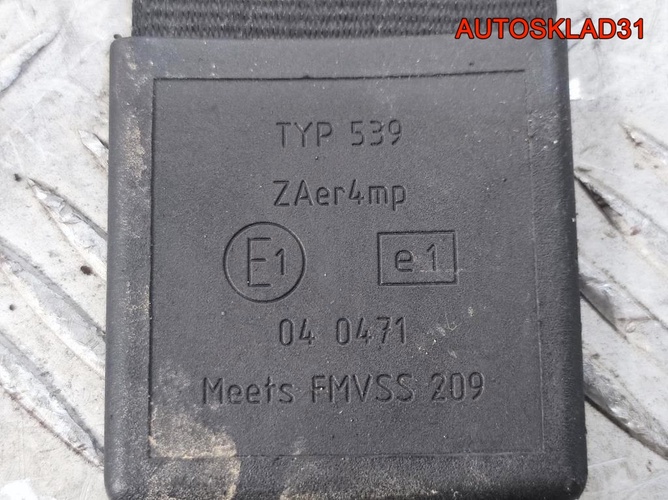 AUTOSKLAD31
TYP 539
ZAer4mp
E1 e1
04 0471
Meets FMVSS 209